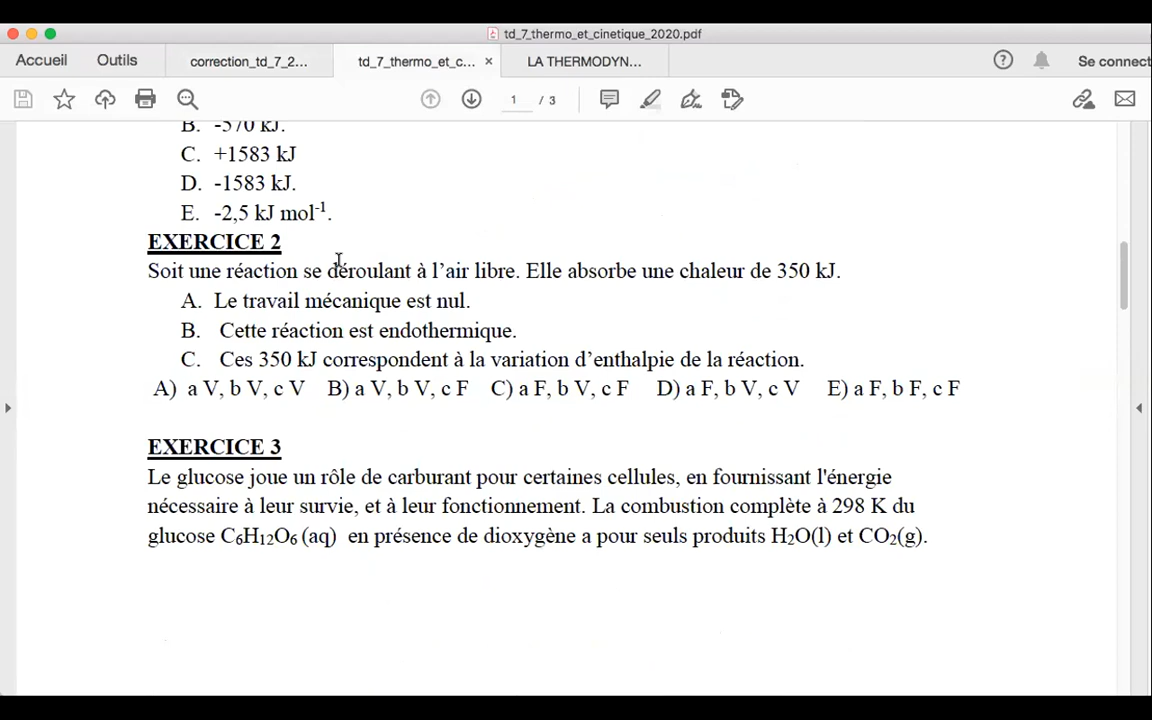 td_7_thermo_et_cinetique_2020.pdf
Accueil Outils correction_td_7_2... td_7_thermo_et_c... × LA THERMODYN... ? Se connect
1 / 3
B. -570 kJ.
C. +1583 kJ
D. -1583 kJ.
E. -2,5 kJ mol⁻¹.
EXERCICE 2
Soit une réaction se déroulant à l’air libre. Elle absorbe une chaleur de 350 kJ.
A. Le travail mécanique est nul.
B. Cette réaction est endothermique.
C. Ces 350 kJ correspondent à la variation d’enthalpie de la réaction.
A) a V, b V, c V B) a V, b V, c F C) a F, b V, c F D) a F, b V, c V E) a F, b F, c F
EXERCICE 3
Le glucose joue un rôle de carburant pour certaines cellules, en fournissant l'énergie
nécessaire à leur survie, et à leur fonctionnement. La combustion complète à 298 K du
glucose C₆H₁₂O₆ (aq) en présence de dioxygène a pour seuls produits H₂O(l) et CO₂(g).